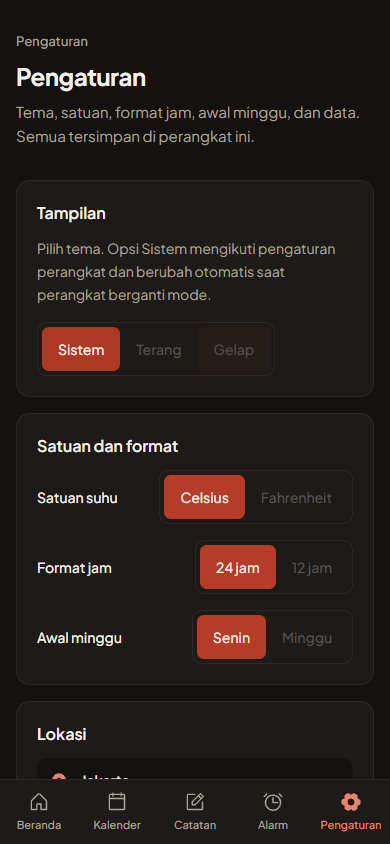 Pengaturan
Pengaturan
Tema, satuan, format jam, awal minggu, dan data.
Semua tersimpan di perangkat ini.
Tampilan
Pilih tema. Opsi Sistem mengikuti pengaturan
perangkat dan berubah otomatis saat
perangkat berganti mode.
Sistem Terang Gelap
Satuan dan format
Satuan suhu Celsius Fahrenheit
Format jam 24 jam 12 jam
Awal minggu Senin Minggu
Lokasi
Jakarta
Beranda Kalender Catatan Alarm Pengaturan